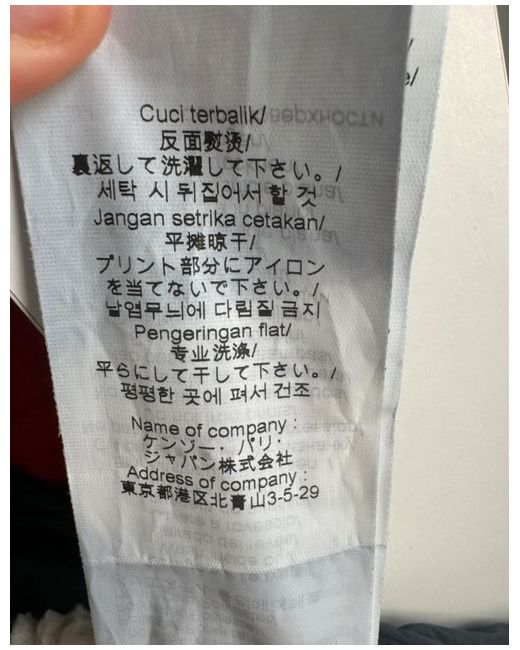 Cuci terbalik/
反面熨烫/
裏返して洗濯して下さい。/
세탁 시 뒤집어서 할 것
Jangan setrika cetakan/
平摊晾干/
プリント部分にアイロン
を当てないで下さい。/
날염무늬에 다림질 금지
Pengeringan flat/
专业洗涤/
平らにして干して下さい。/
평평한 곳에 펴서 건조
Name of company :
ケンゾー・ パリ・
ジャパン株式会社
Address of company :
東京都港区北青山3-5-29